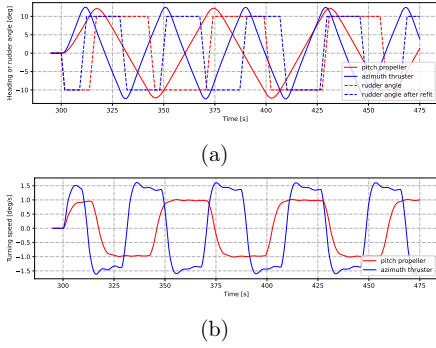 Heading or rudder angle [deg]
10
5
0
−5
−10
300
325
350
375
400
425
450
475
Time [s]
pitch propeller
azimuth thruster
rudder angle
rudder angle after refit
(a)
Turning speed [deg/s]
1.5
1.0
0.5
0.0
−0.5
−1.0
−1.5
300
325
350
375
400
425
450
475
Time [s]
pitch propeller
azimuth thruster
(b)